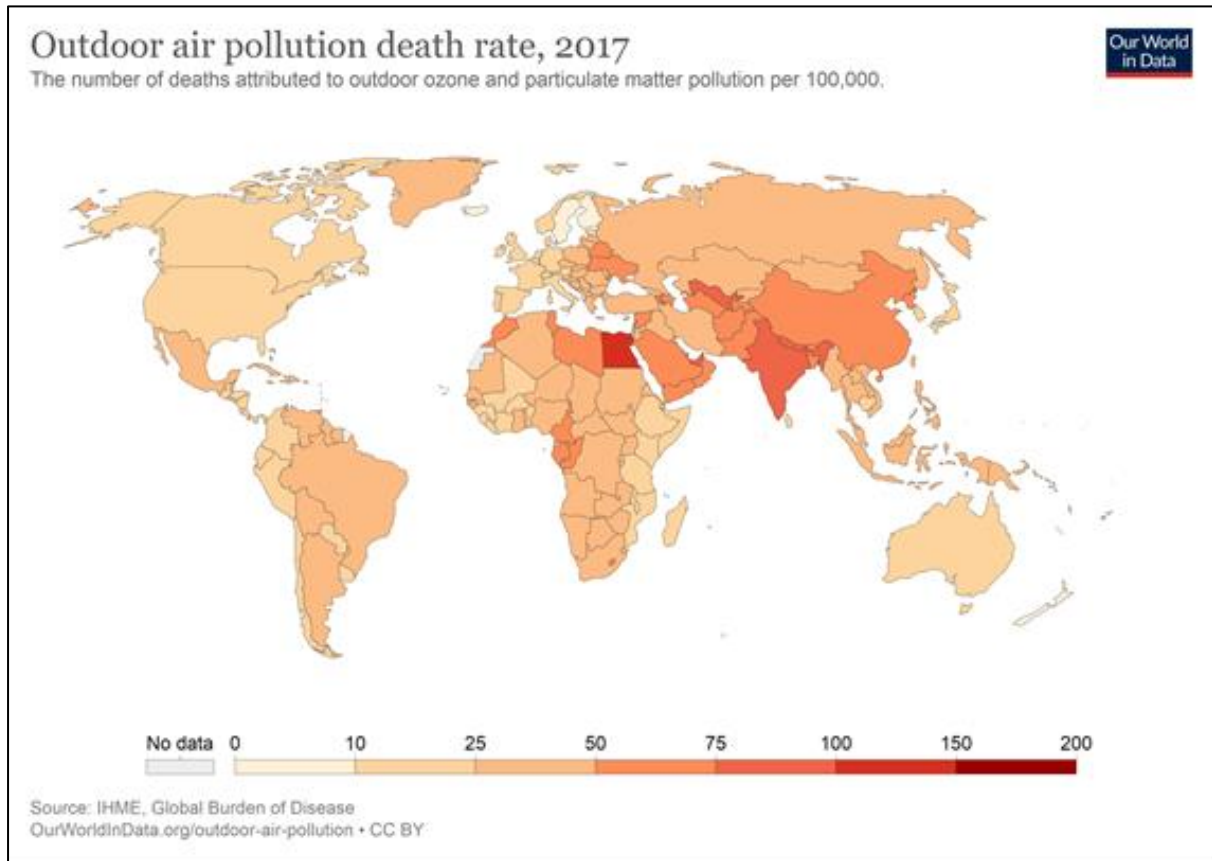 Outdoor air pollution death rate, 2017
The number of deaths attributed to outdoor ozone and particulate matter pollution per 100,000.
Our World
in Data
No data 0 10 25 50 75 100 150 200
Source: IHME, Global Burden of Disease
OurWorldInData.org/outdoor-air-pollution • CC BY